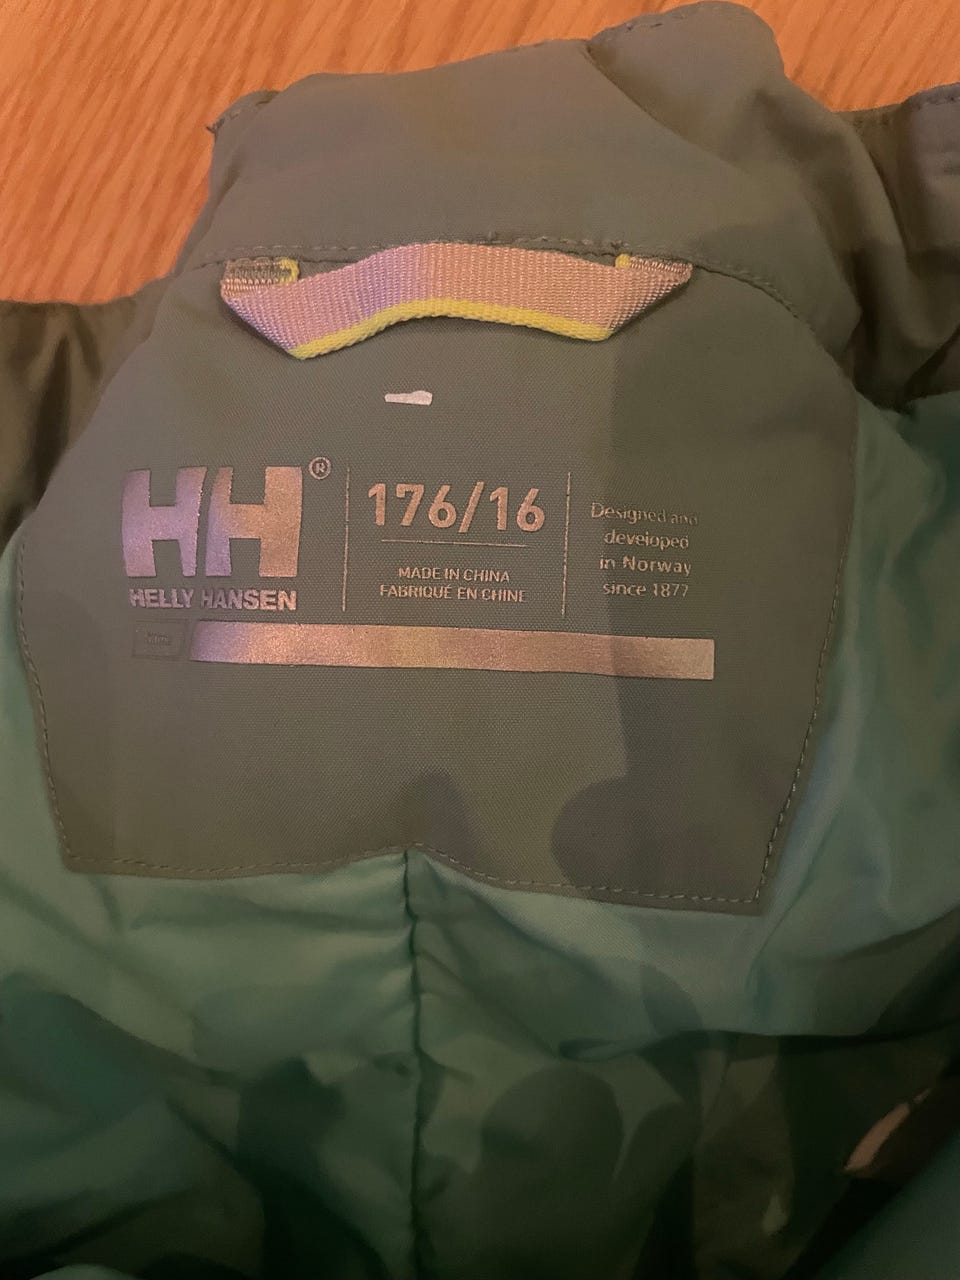 HH®
HELLY HANSEN
176/16
MADE IN CHINA
FABRIQUÉ EN CHINE
Designed and
developed
in Norway
since 1877